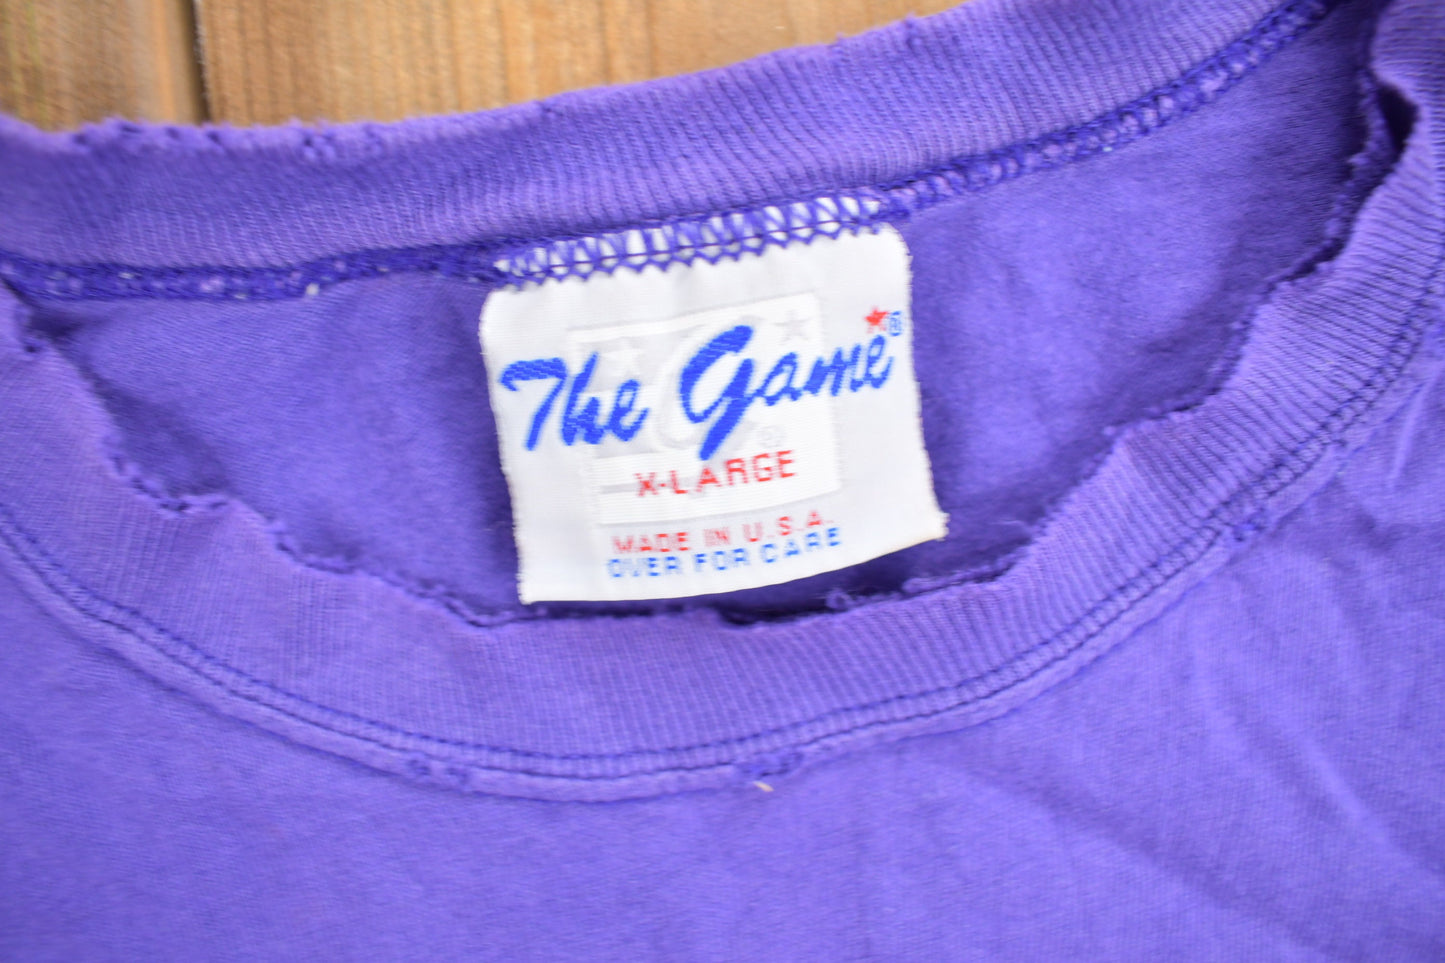 The Game®
X-LARGE
MADE IN U.S.A.
OVER FOR CARE